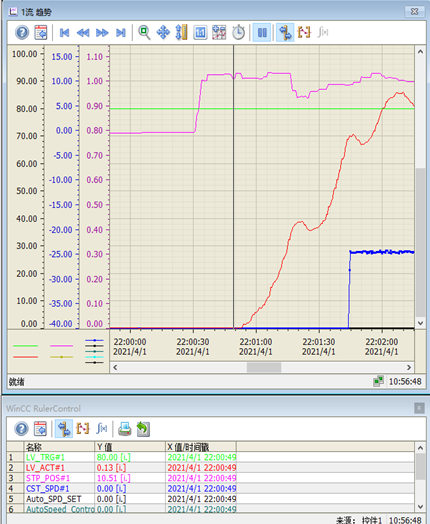 1流 趋势
100.00 15.00 1.10
90.00 10.00 1.00
80.00 5.00 0.90
70.00 0.00 0.80
60.00 -5.00 0.70
50.00 -10.00 0.60
-15.00 0.50
40.00 -20.00 0.40
30.00 -25.00 0.30
20.00 -30.00 0.20
10.00 -35.00 0.10
0.00 -40.00 0.00
22:00:00 22:00:30 22:01:00 22:01:30 22:02:00
2021/4/1 2021/4/1 2021/4/1 2021/4/1 2021/4/1
就绪 10:56:48
WinCC RulerControl
名称 Y 值 X 值/时间戳
1 LV_TRG#1 80.00 [i.] 2021/4/1 22:00:49
2 LV_ACT#1 0.13 [i.] 2021/4/1 22:00:49
3 STP_POS#1 10.51 [i.] 2021/4/1 22:00:49
4 CST_SPD#1 0.00 [i.] 2021/4/1 22:00:49
5 Auto_SPD_SET 0.00 [i.] 2021/4/1 22:00:49
6 AutoSpeed_Contro 0.00 [i.] 2021/4/1 22:00:49
来源: 控件1 10:56:48